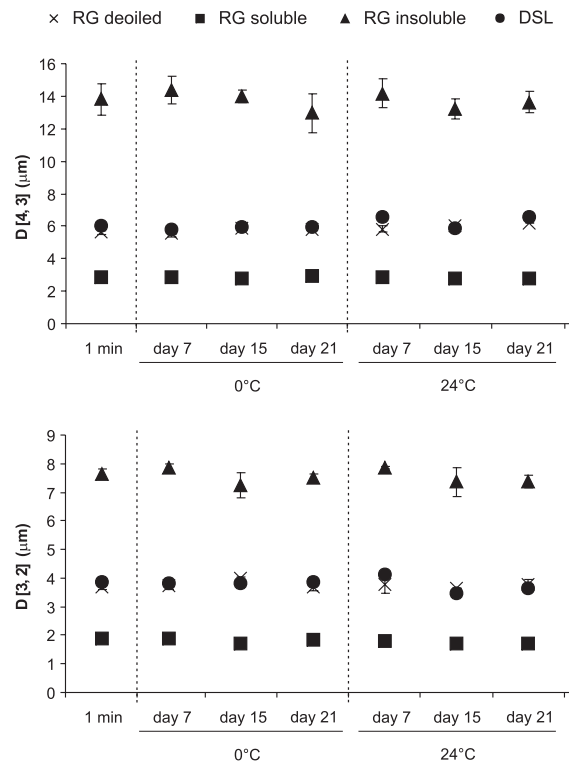 × RG deoiled ■ RG soluble ▲ RG insoluble ● DSL
16
14
12
10
8
6
4
2
0
D [4, 3] (µm)
1 min day 7 day 15 day 21 day 7 day 15 day 21
0°C 24°C
9
8
7
6
5
4
3
2
1
0
D [3, 2] (µm)
1 min day 7 day 15 day 21 day 7 day 15 day 21
0°C 24°C